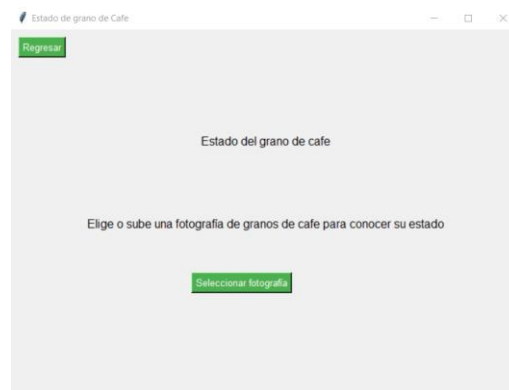 Estado de grano de Cafe
Regresar
Estado del grano de cafe
Elige o sube una fotografía de granos de cafe para conocer su estado
Seleccionar fotografía